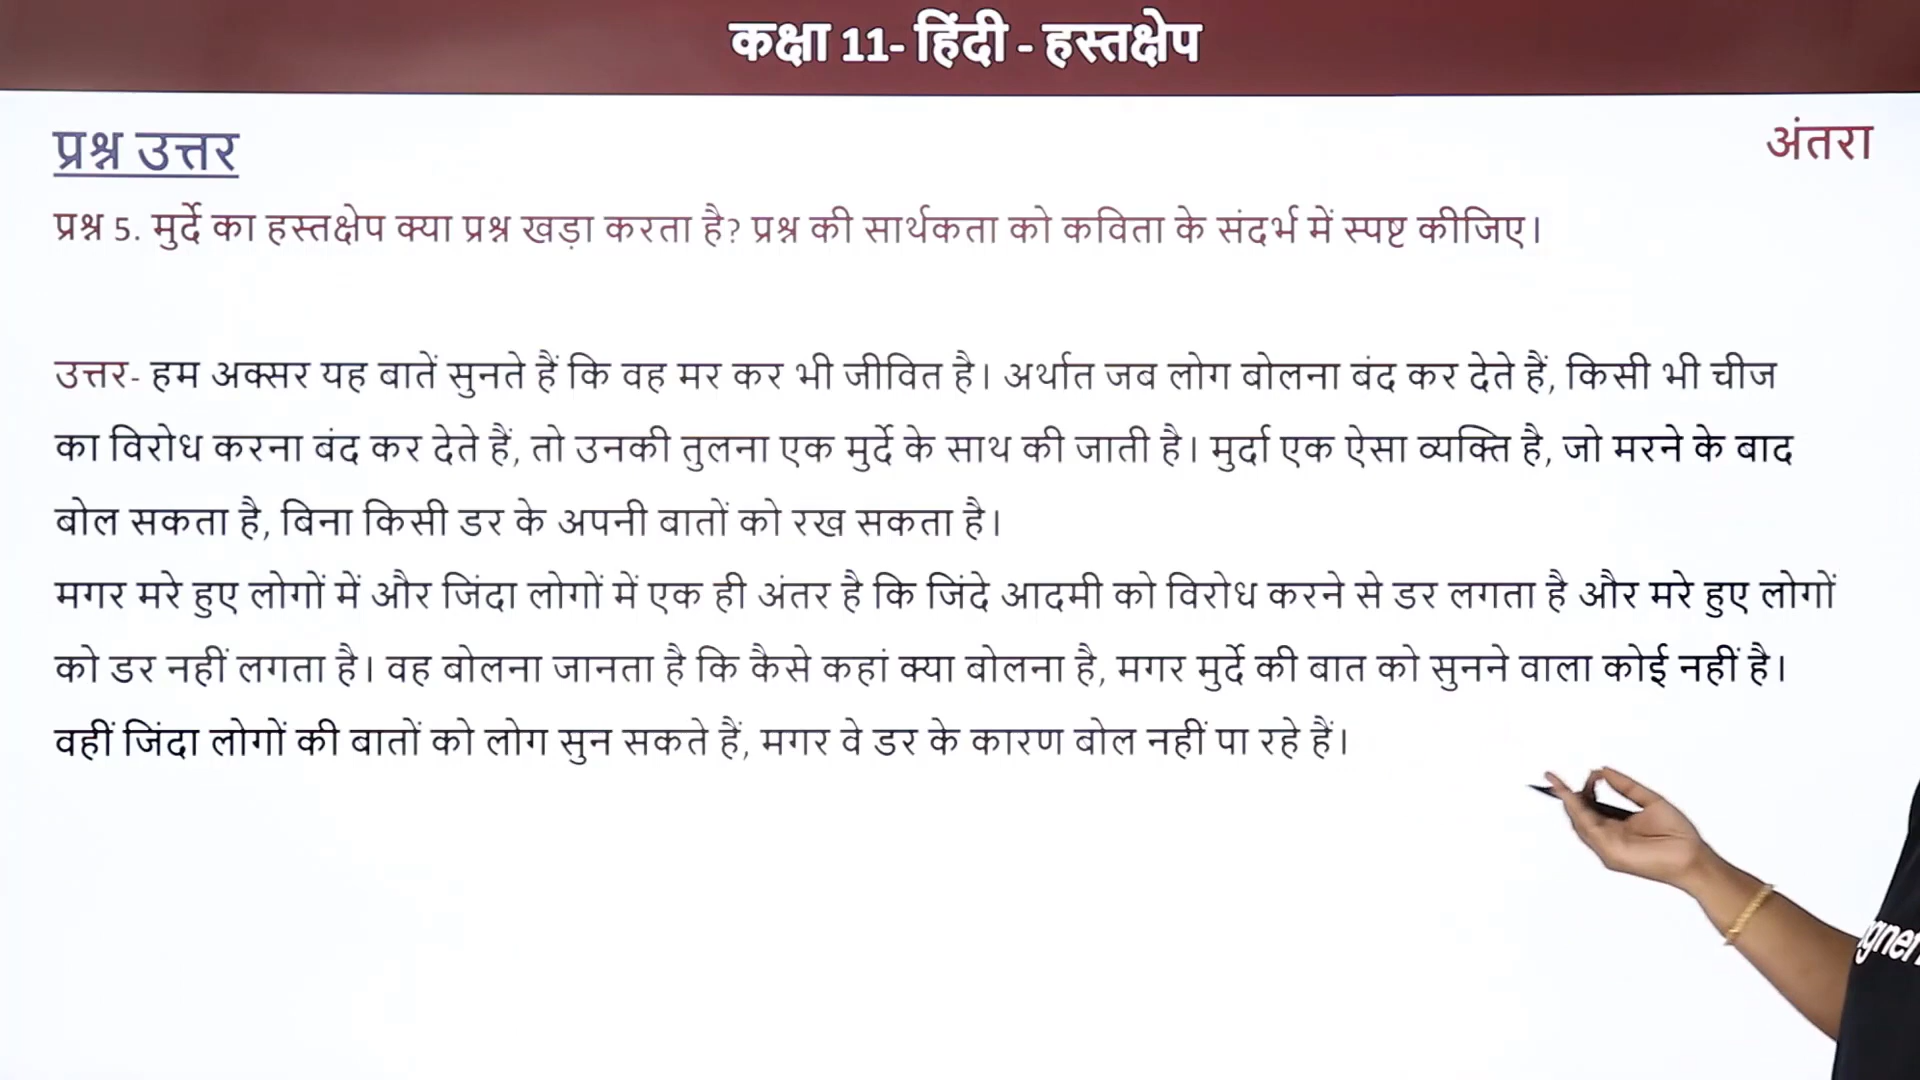 कक्षा 11- हिंदी - हस्तक्षेप
प्रश्न उत्तर
अंतरा
प्रश्न 5. मुर्दे का हस्तक्षेप क्या प्रश्न खड़ा करता है? प्रश्न की सार्थकता को कविता के संदर्भ में स्पष्ट कीजिए।
उत्तर- हम अक्सर यह बातें सुनते हैं कि वह मर कर भी जीवित है। अर्थात जब लोग बोलना बंद कर देते हैं, किसी भी चीज
का विरोध करना बंद कर देते हैं, तो उनकी तुलना एक मुर्दे के साथ की जाती है। मुर्दा एक ऐसा व्यक्ति है, जो मरने के बाद
बोल सकता है, बिना किसी डर के अपनी बातों को रख सकता है।
मगर मरे हुए लोगों में और जिंदा लोगों में एक ही अंतर है कि जिंदे आदमी को विरोध करने से डर लगता है और मरे हुए लोगों
को डर नहीं लगता है। वह बोलना जानता है कि कैसे कहां क्या बोलना है, मगर मुर्दे की बात को सुनने वाला कोई नहीं है।
वहीं जिंदा लोगों की बातों को लोग सुन सकते हैं, मगर वे डर के कारण बोल नहीं पा रहे हैं।